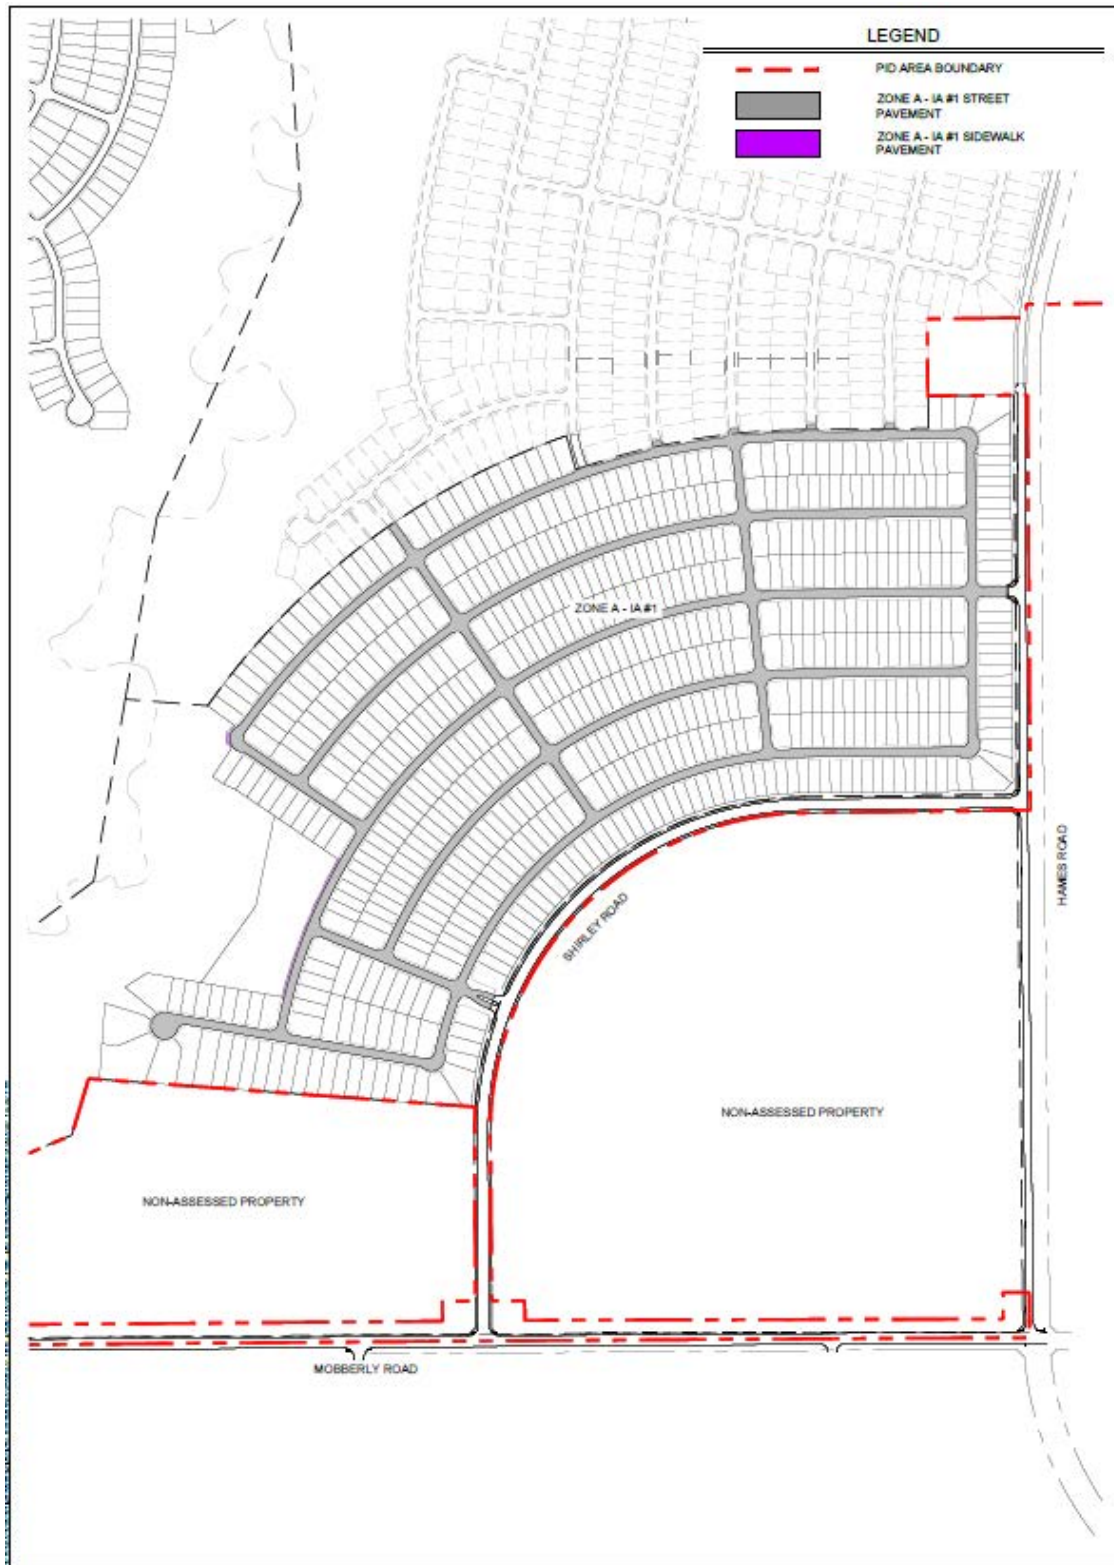 LEGEND
PID AREA BOUNDARY
ZONE A - IA #1 STREET
PAVEMENT
ZONE A - IA #1 SIDEWALK
PAVEMENT
ZONE A - IA #1
HAMES ROAD
SHIRLEY ROAD
NON-ASSESSED PROPERTY
NON-ASSESSED PROPERTY
MOBBERLY ROAD